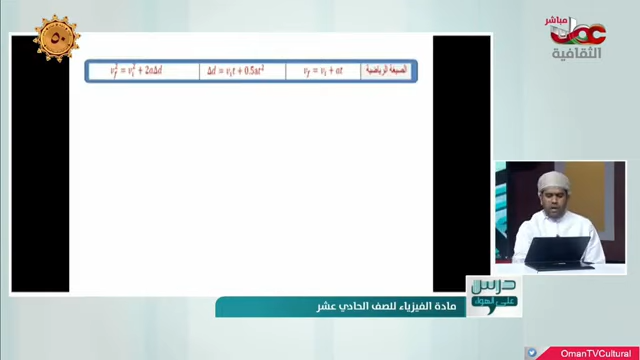 ٥٠
مباشر
عمان
الثقافية
الصيغة الرياضية
v_f = v_i + at
Δd = v_i t + 0.5at²
v_f² = v_i² + 2aΔd
درس
على الهواء
مادة الفيزياء للصف الحادي عشر
OmanTVCultural